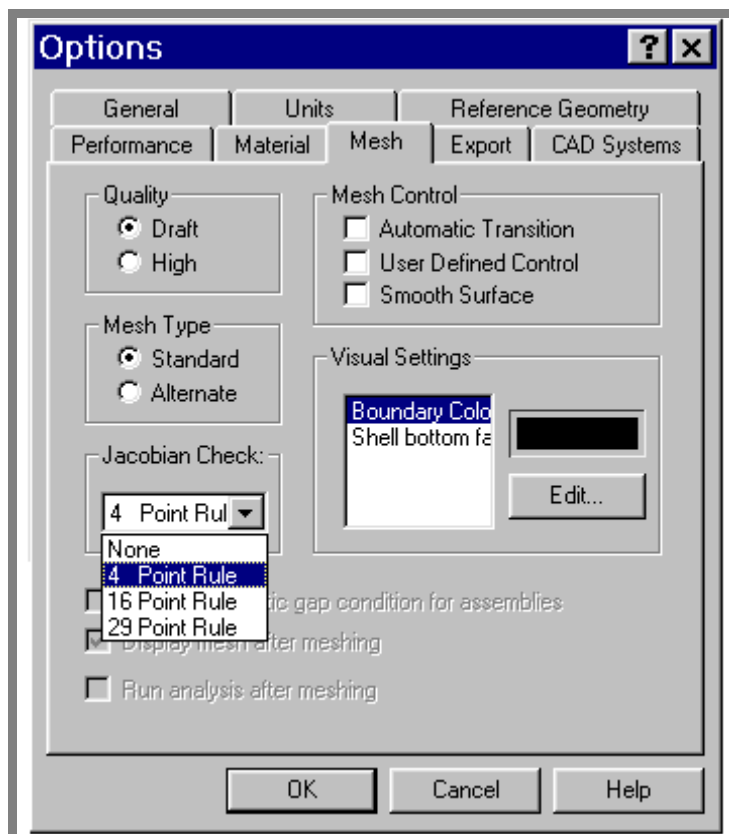 Options
General Units Reference Geometry
Performance Material Mesh Export CAD Systems
Quality
Draft
High
Mesh Control
Automatic Transition
User Defined Control
Smooth Surface
Mesh Type
Standard
Alternate
Visual Settings
Boundary Colo
Shell bottom fa
Edit...
Jacobian Check:
4 Point Rul
None
4 Point Rule
16 Point Rule
29 Point Rule
gap condition for assemblies
Display mesh after meshing
Run analysis after meshing
OK Cancel Help